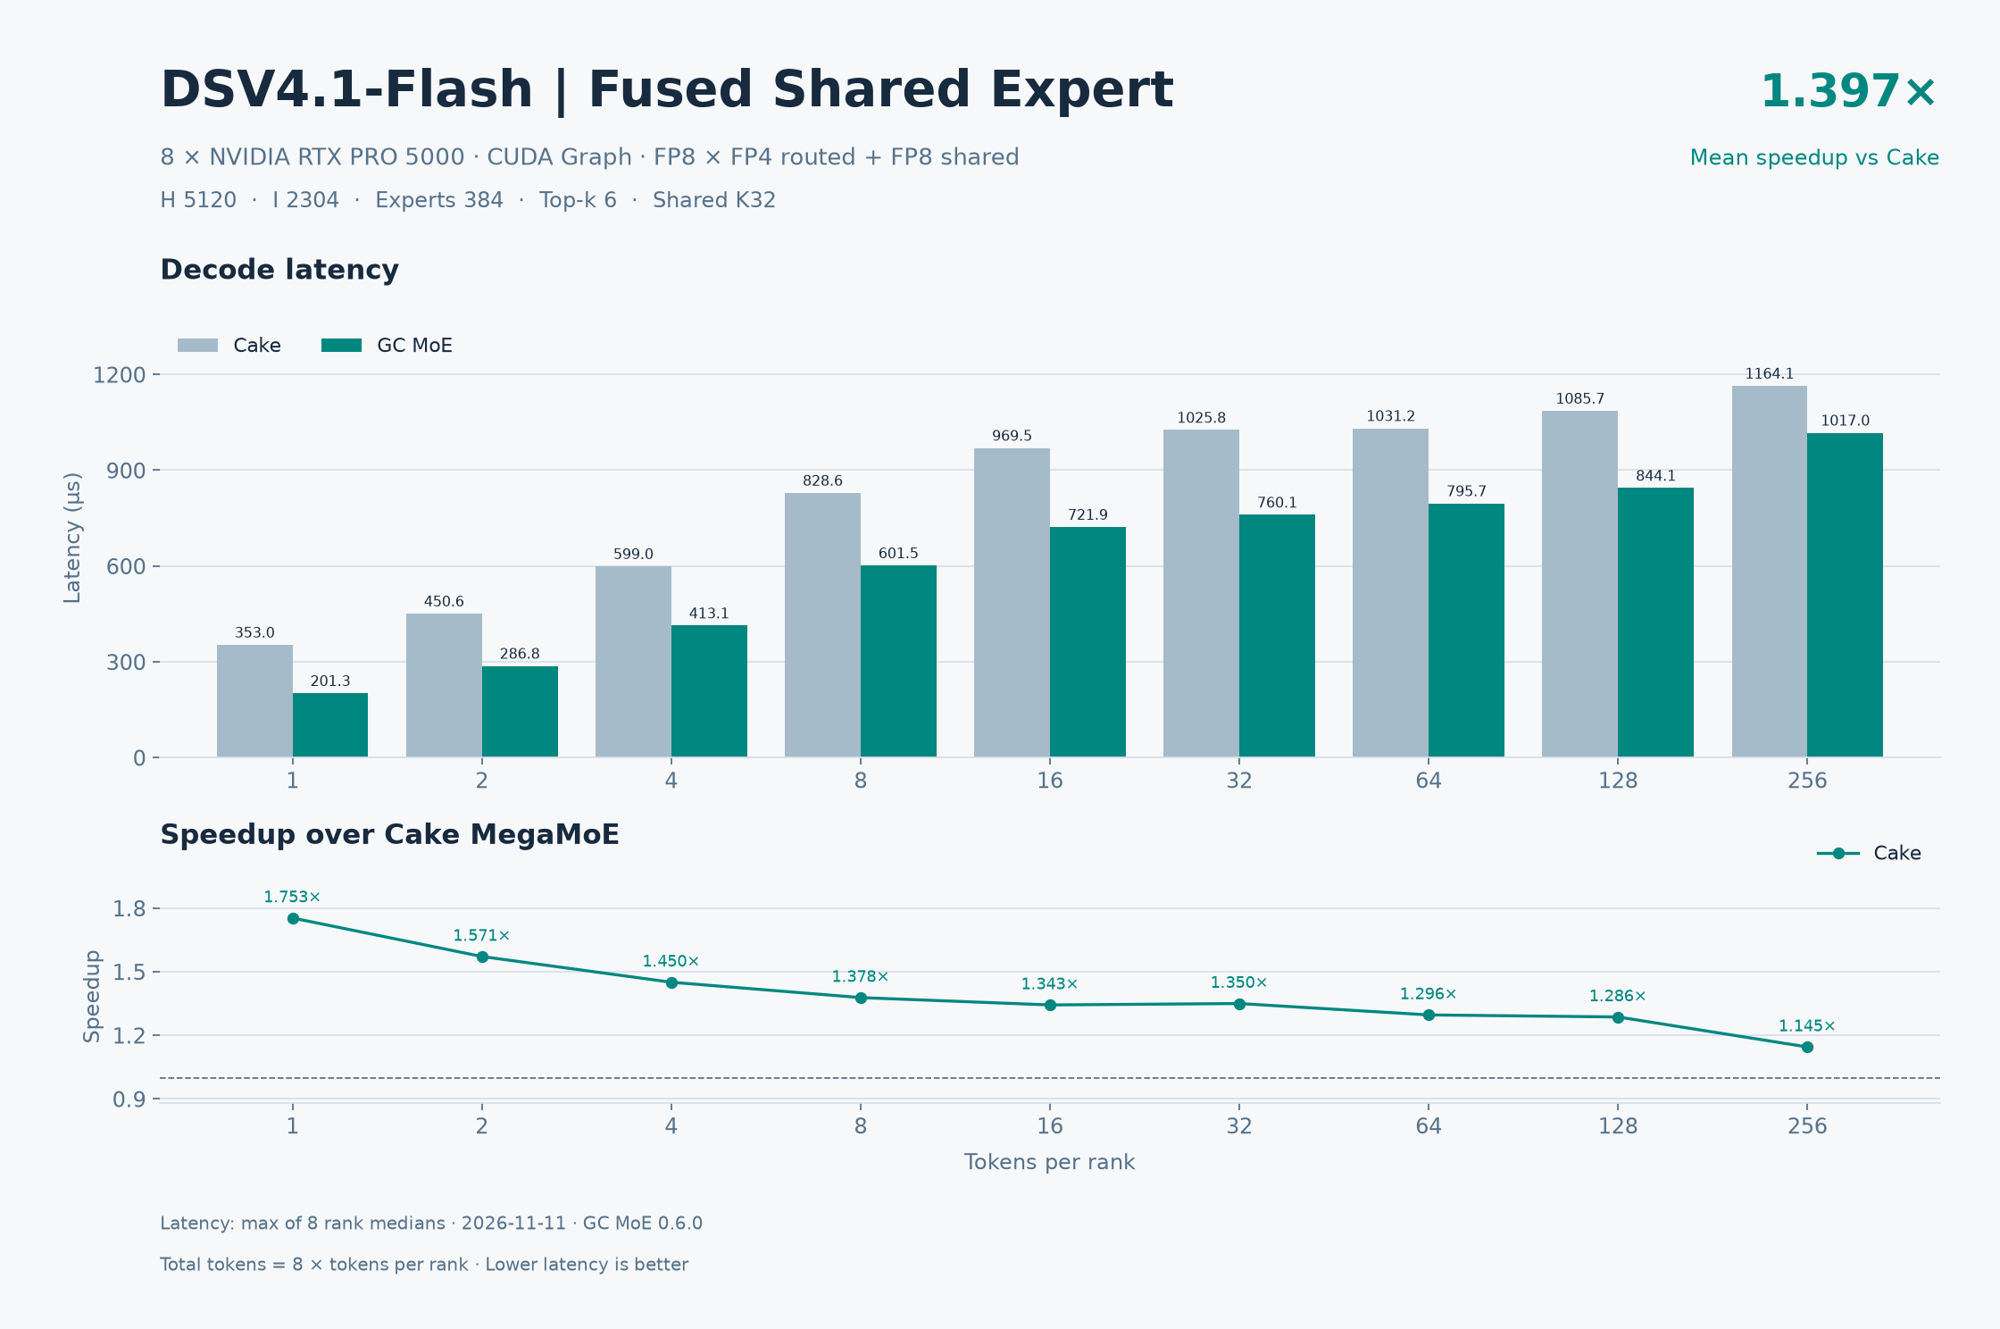 DSV4.1-Flash | Fused Shared Expert
1.397×
8 × NVIDIA RTX PRO 5000 · CUDA Graph · FP8 × FP4 routed + FP8 shared
Mean speedup vs Cake
H 5120 · I 2304 · Experts 384 · Top-k 6 · Shared K32
Decode latency
Cake
GC MoE
Latency (µs)
1200
900
600
300
0
353.0
201.3
450.6
286.8
599.0
413.1
828.6
601.5
969.5
721.9
1025.8
760.1
1031.2
795.7
1085.7
844.1
1164.1
1017.0
1 2 4 8 16 32 64 128 256
Speedup over Cake MegaMoE
Cake
Speedup
1.8
1.5
1.2
0.9
1.753×
1.571×
1.450×
1.378×
1.343×
1.350×
1.296×
1.286×
1.145×
1 2 4 8 16 32 64 128 256
Tokens per rank
Latency: max of 8 rank medians · 2026-11-11 · GC MoE 0.6.0
Total tokens = 8 × tokens per rank · Lower latency is better